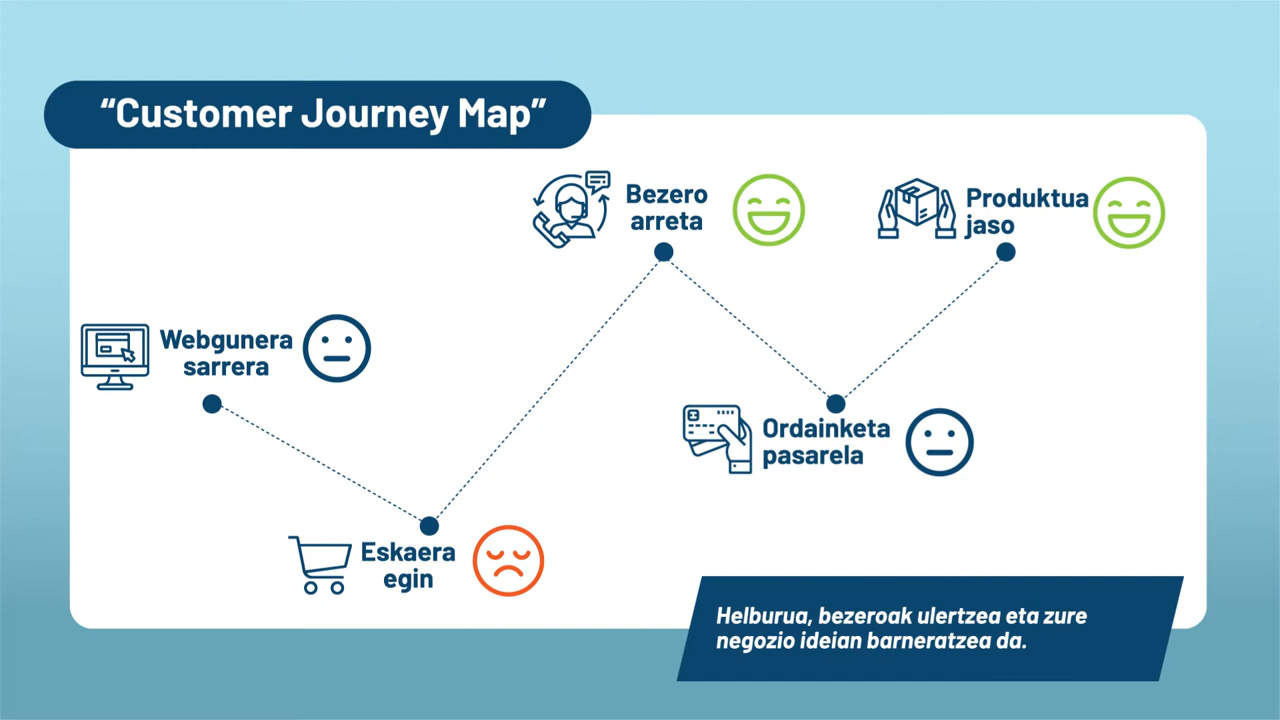 “Customer Journey Map”
Webgunera
sarrera
Eskaera
egin
Bezero
arreta
Ordainketa
pasarela
Produktua
jaso
Helburua, bezeroak ulertzea eta zure
negozio ideian barneratzea da.